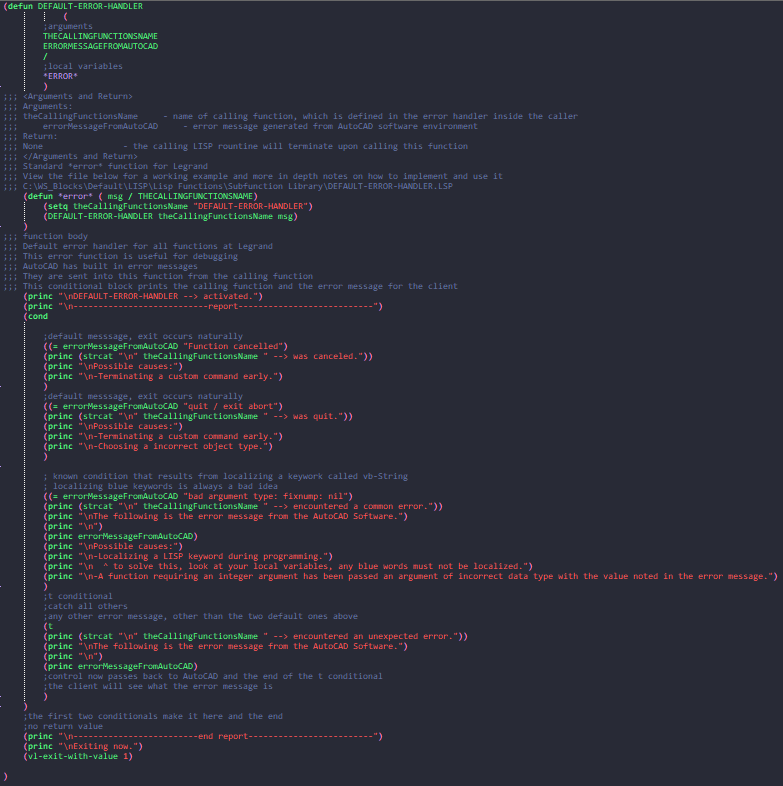 (defun DEFAULT-ERROR-HANDLER
(
;arguments
THECALLINGFUNCTIONSNAME
ERRORMESSAGEFROMAUTOCAD
/
;local variables
*ERROR*
)
;;; <Arguments and Return>
;;; Arguments:
;;; theCallingFunctionsName - name of calling function, which is defined in the error handler inside the caller
;;; errorMessageFromAutoCAD - error message generated from AutoCAD software environment
;;; Return:
;;; None - the calling LISP rountine will terminate upon calling this function
;;; </Arguments and Return>
;;; Standard *error* function for Legrand
;;; View the file below for a working example and more in depth notes on how to implement and use it
;;; C:\WS_Blocks\Default\LISP\Lisp Functions\Subfunction Library\DEFAULT-ERROR-HANDLER.LSP
(defun *error* ( msg / THECALLINGFUNCTIONSNAME)
(setq theCallingFunctionsName "DEFAULT-ERROR-HANDLER")
(DEFAULT-ERROR-HANDLER theCallingFunctionsName msg)
)
;;; function body
;;; Default error handler for all functions at Legrand
;;; This error function is useful for debugging
;;; AutoCAD has built in error messages
;;; They are sent into this function from the calling function
;;; This conditional block prints the calling function and the error message for the client
(princ "\nDEFAULT-ERROR-HANDLER --> activated.")
(princ "\n---------------------------report---------------------------")
(cond
;default messsage, exit occurs naturally
((= errorMessageFromAutoCAD "Function cancelled")
(princ (strcat "\n" theCallingFunctionsName " --> was canceled."))
(princ "\nPossible causes:")
(princ "\n-Terminating a custom command early.")
)
;default messsage, exit occurs naturally
((= errorMessageFromAutoCAD "quit / exit abort")
(princ (strcat "\n" theCallingFunctionsName " --> was quit."))
(princ "\nPossible causes:")
(princ "\n-Terminating a custom command early.")
(princ "\n-Choosing a incorrect object type.")
)
; known condition that results from localizing a keywork called vb-String
; localizing blue keywords is always a bad idea
((= errorMessageFromAutoCAD "bad argument type: fixnump: nil")
(princ (strcat "\n" theCallingFunctionsName " --> encountered a common error."))
(princ "\nThe following is the error message from the AutoCAD Software.")
(princ "\n")
(princ errorMessageFromAutoCAD)
(princ "\nPossible causes:")
(princ "\n-Localizing a LISP keyword during programming.")
(princ "\n  ^ to solve this, look at your local variables, any blue words must not be localized.")
(princ "\n-A function requiring an integer argument has been passed an argument of incorrect data type with the value noted in the error message.")
)
;t conditional
;catch all others
;any other error message, other than the two default ones above
(t
(princ (strcat "\n" theCallingFunctionsName " --> encountered an unexpected error."))
(princ "\nThe following is the error message from the AutoCAD Software.")
(princ "\n")
(princ errorMessageFromAutoCAD)
;control now passes back to AutoCAD and the end of the t conditional
;the client will see what the error message is
)
)
;the first two conditionals make it here and the end
;no return value
(princ "\n-------------------------end report-------------------------")
(princ "\nExiting now.")
(vl-exit-with-value 1)
)